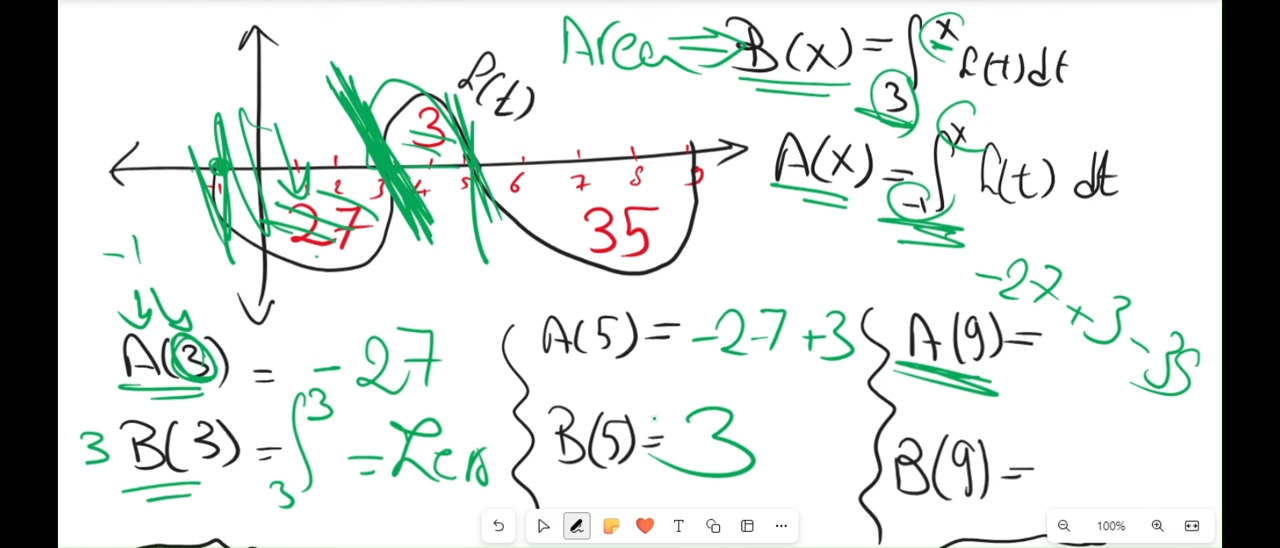 Area ⇒ B(x) = ∫₃ˣ f(t) dt
f(t)
3
-1 1 2 3 4 5 6 7 8 9
A(x) = ∫₋₁ˣ f(t) dt
27 35
-1
A(3) = -27
A(5) = -27+3
A(9) = -27+3-35
3 B(3) = ∫₃³ = Zero
B(5) = 3
B(9) =
T
100%